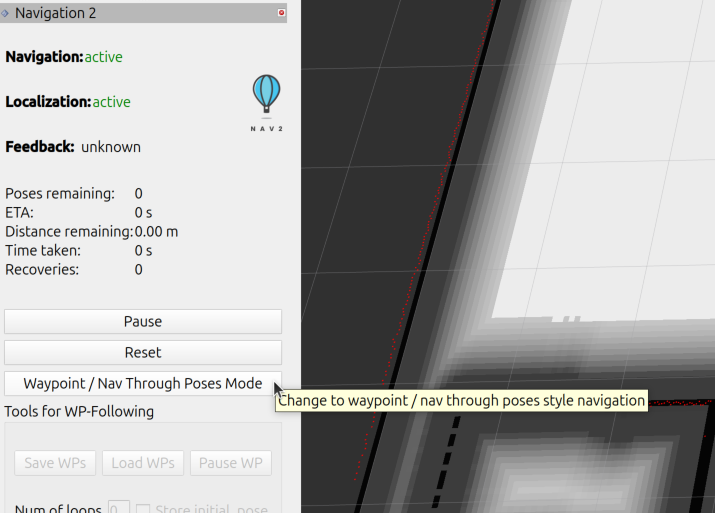 Navigation 2
Navigation: active
Localization: active
NAV2
Feedback: unknown
Poses remaining: 0
ETA: 0 s
Distance remaining: 0.00 m
Time taken: 0 s
Recoveries: 0
Pause
Reset
Waypoint / Nav Through Poses Mode
Change to waypoint / nav through poses style navigation
Tools for WP-Following
Save WPs Load WPs Pause WP
Num of loops 0 Store initial_pose